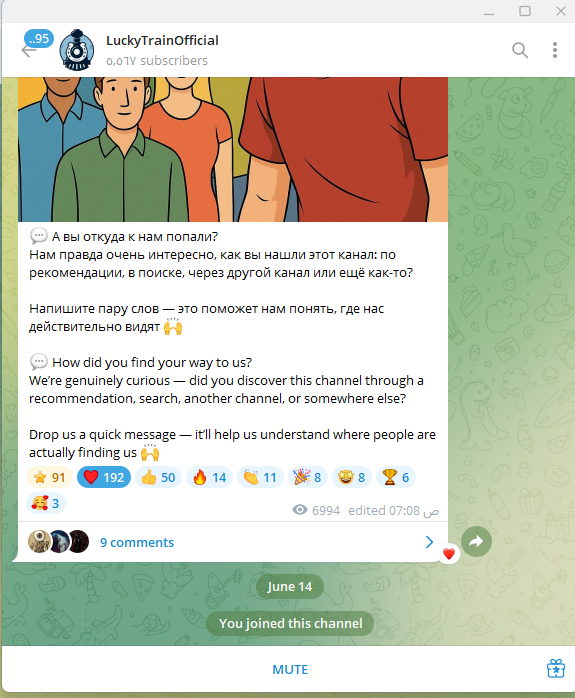 ..95
LuckyTrainOfficial
٥,٥٦٧ subscribers
💬 А вы откуда к нам попали?
Нам правда очень интересно, как вы нашли этот канал: по
рекомендации, в поиске, через другой канал или ещё как-то?
Напишите пару слов — это поможет нам понять, где нас
действительно видят 🙌
💬 How did you find your way to us?
We’re genuinely curious — did you discover this channel through a
recommendation, search, another channel, or somewhere else?
Drop us a quick message — it’ll help us understand where people are
actually finding us 🙌
⭐ 91 ❤️ 192 👍 50 🔥 14 👏 11 🎉 8 🤩 8 🏆 6
🥰 3
6994 edited 07:08 ص
9 comments
June 14
You joined this channel
MUTE